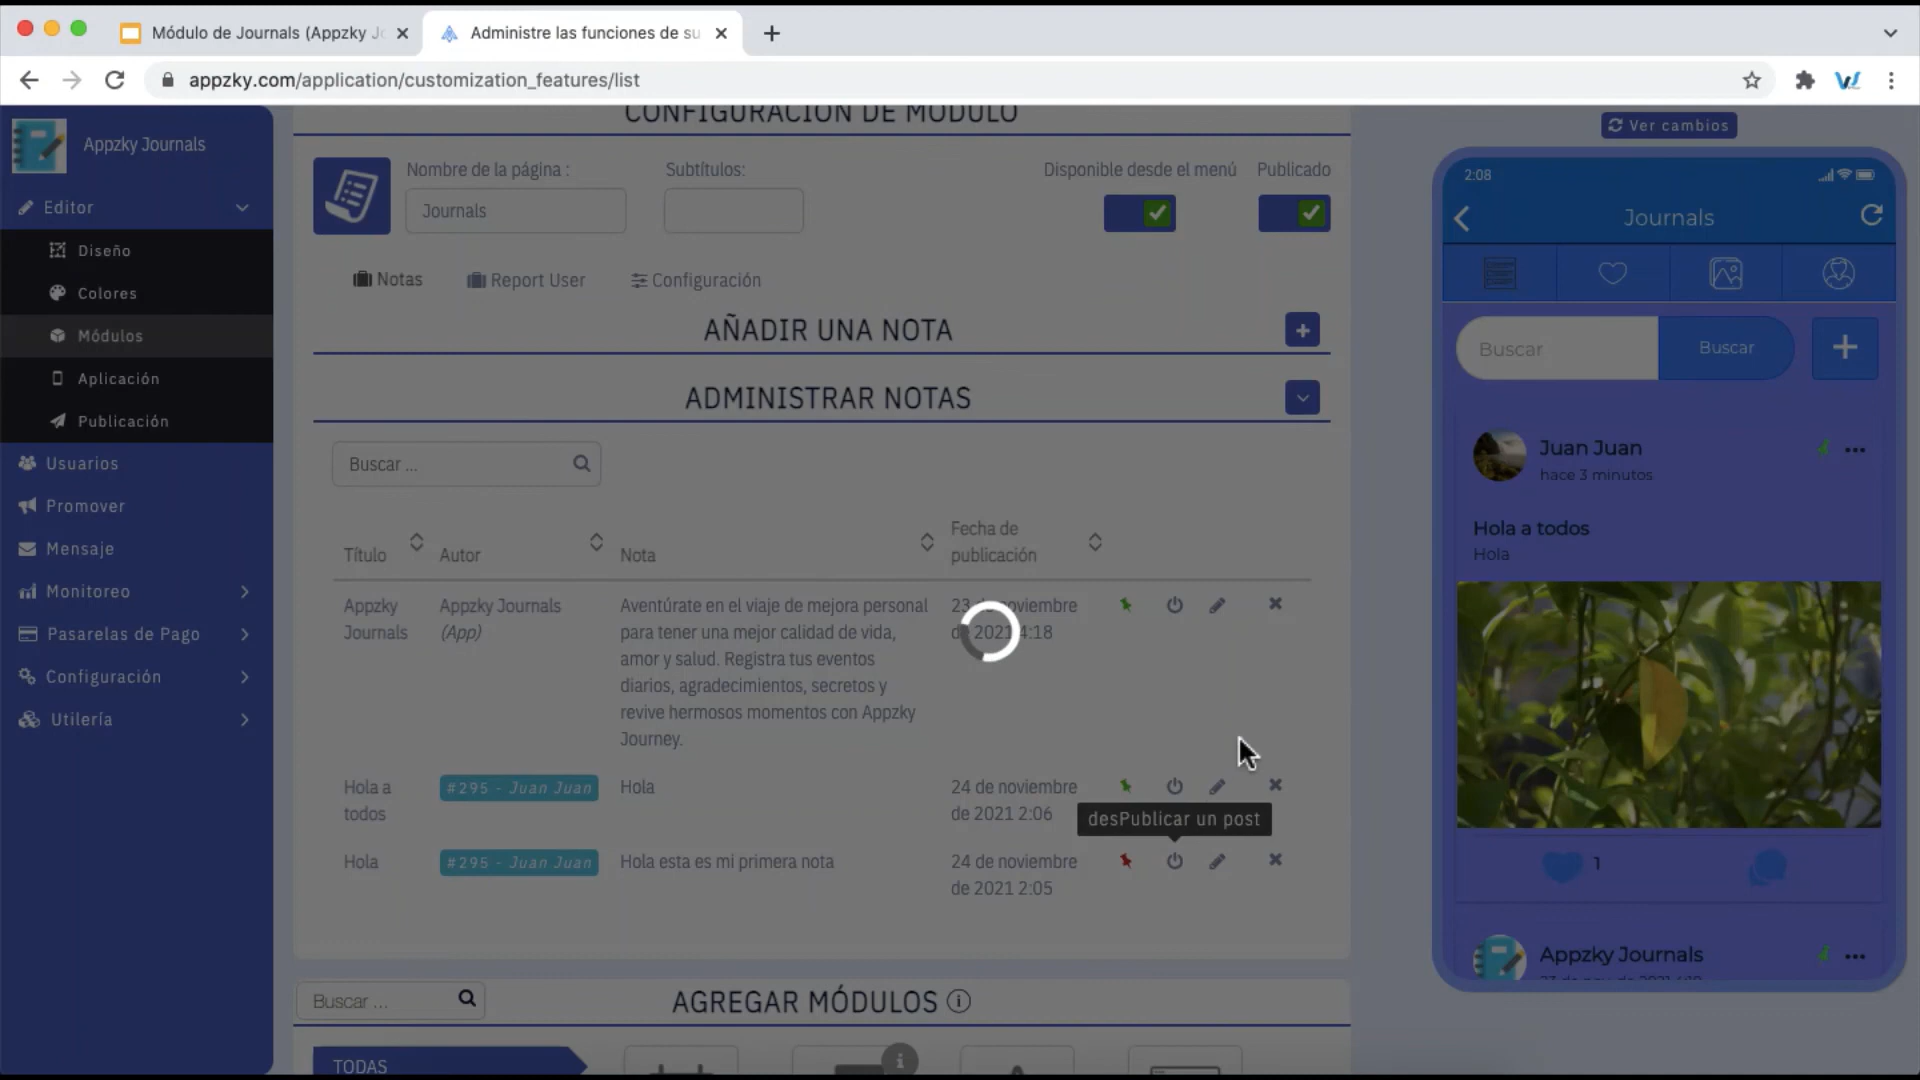 Módulo de Journals (Appzky Jo
Administre las funciones de su
appzky.com/application/customization_features/list
Appzky Journals
Editor
Diseño
Colores
Módulos
Aplicación
Publicación
Usuarios
Promover
Mensaje
Monitoreo
Pasarelas de Pago
Configuración
Utilería
CONFIGURACIÓN DE MÓDULO
Nombre de la página :
Subtítulos:
Disponible desde el menú
Publicado
Journals
Notas
Report User
Configuración
AÑADIR UNA NOTA
ADMINISTRAR NOTAS
Buscar ...
Título
Autor
Nota
Fecha de
publicación
Appzky
Journals
Appzky Journals
(App)
Aventúrate en el viaje de mejora personal
para tener una mejor calidad de vida,
amor y salud. Registra tus eventos
diarios, agradecimientos, secretos y
revive hermosos momentos con Appzky
Journey.
23 de noviembre
de 2021 4:18
Hola a
todos
#295 - Juan Juan
Hola
24 de noviembre
de 2021 2:06
desPublicar un post
Hola
#295 - Juan Juan
Hola esta es mi primera nota
24 de noviembre
de 2021 2:05
Buscar ...
AGREGAR MÓDULOS
TODAS
Ver cambios
2:08
Journals
Buscar
Buscar
Juan Juan
hace 3 minutos
Hola a todos
Hola
1
Appzky Journals